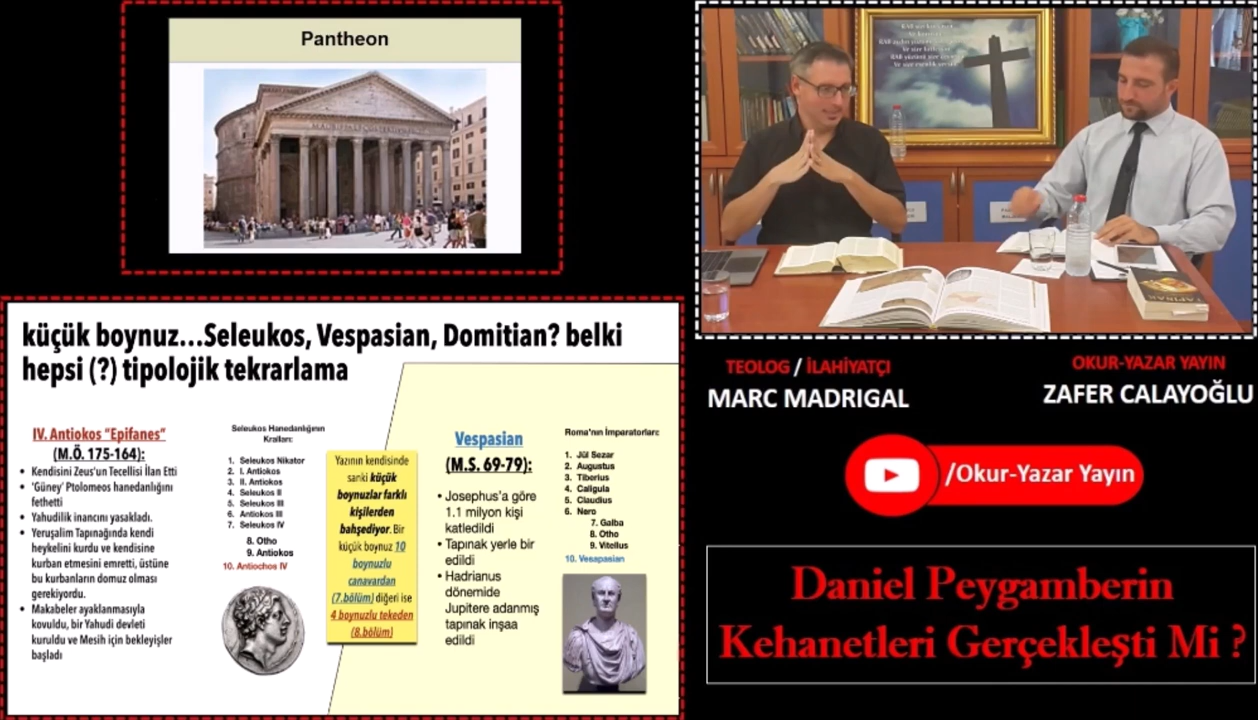 Pantheon
küçük boynuz...Seleukos, Vespasian, Domitian? belki
hepsi (?) tipolojik tekrarlama
IV. Antiokos "Epifanes"
(M.Ö. 175-164):
• Kendisini Zeus'un Tecellisi İlan Etti
• 'Güney' Ptolomeos hanedanlığını
fethetti
• Yahudilik inancını yasakladı.
• Yeruşalim Tapınağında kendi
heykelini kurdu ve kendisine
kurban etmesini emretti, üstüne
bu kurbanların domuz olması
gerekiyordu.
• Makabeler ayaklanmasıyla
kovuldu, bir Yahudi devleti
kuruldu ve Mesih için bekleyişler
başladı
Seleukos Hanedanlığının
Kralları:
1. Seleukos Nikator
2. I. Antiokos
3. II. Antiokos
4. Seleukos II
5. Seleukos III
6. Antiokos III
7. Seleukos IV
8. Otho
9. Antiokos
10. Antiochos IV
Yazının kendisinde
sanki küçük
boynuzlar farklı
kişilerden
bahsediyor. Bir
küçük boynuz 10
boynuzlu
canavardan
(7.bölüm) diğeri ise
4 boynuzlu tekeden
(8.bölüm)
Vespasian
(M.S. 69-79):
• Josephus'a göre
1.1 milyon kişi
katledildi
• Tapınak yerle bir
edildi
• Hadrianus
dönemide
Jupitere adanmış
tapınak inşaa
edildi
Roma'nın İmparatorları:
1. Jül Sezar
2. Augustus
3. Tiberius
4. Caligula
5. Claudius
6. Nero
7. Galba
8. Otho
9. Vitellus
10. Vesapasian
TEOLOG / İLAHİYATÇI
MARC MADRIGAL
OKUR-YAZAR YAYIN
ZAFER CALAYOĞLU
/Okur-Yazar Yayın
Daniel Peygamberin
Kehanetleri Gerçekleşti Mi ?